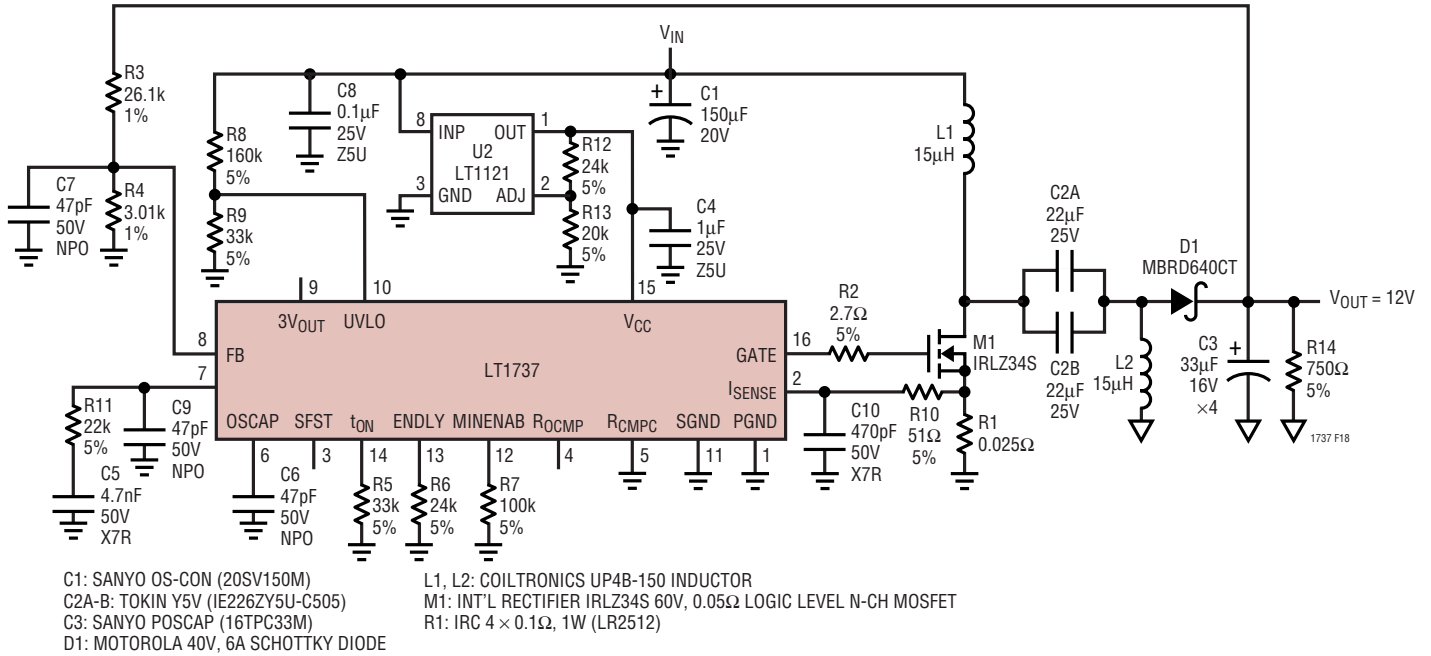 VIN
R3
26.1k
1%
C8
0.1µF
25V
Z5U
C1
150µF
20V
+
R8
160k
5%
8
INP
OUT
1
U2
LT1121
3
GND
ADJ
2
R12
24k
5%
L1
15µH
C7
47pF
50V
NPO
R4
3.01k
1%
R9
33k
5%
R13
20k
5%
C4
1µF
25V
Z5U
C2A
22µF
25V
D1
MBRD640CT
9
10
15
3VOUT
UVLO
VCC
R2
2.7Ω
5%
VOUT = 12V
8
FB
LT1737
GATE
16
M1
IRLZ34S
C2B
22µF
25V
L2
15µH
C3
33µF
16V
×4
+
R14
750Ω
5%
7
ISENSE
2
R11
22k
5%
C9
47pF
50V
NPO
OSCAP
SFST
tON
ENDLY
MINENAB
ROCMP
RCMPC
SGND
PGND
C10
470pF
50V
X7R
R10
51Ω
5%
R1
0.025Ω
1737 F18
6
3
14
13
12
4
5
11
1
C5
4.7nF
50V
X7R
C6
47pF
50V
NPO
R5
33k
5%
R6
24k
5%
R7
100k
5%
C1: SANYO OS-CON (20SV150M)
C2A-B: TOKIN Y5V (IE226ZY5U-C505)
C3: SANYO POSCAP (16TPC33M)
D1: MOTOROLA 40V, 6A SCHOTTKY DIODE
L1, L2: COILTRONICS UP4B-150 INDUCTOR
M1: INT'L RECTIFIER IRLZ34S 60V, 0.05Ω LOGIC LEVEL N-CH MOSFET
R1: IRC 4 × 0.1Ω, 1W (LR2512)